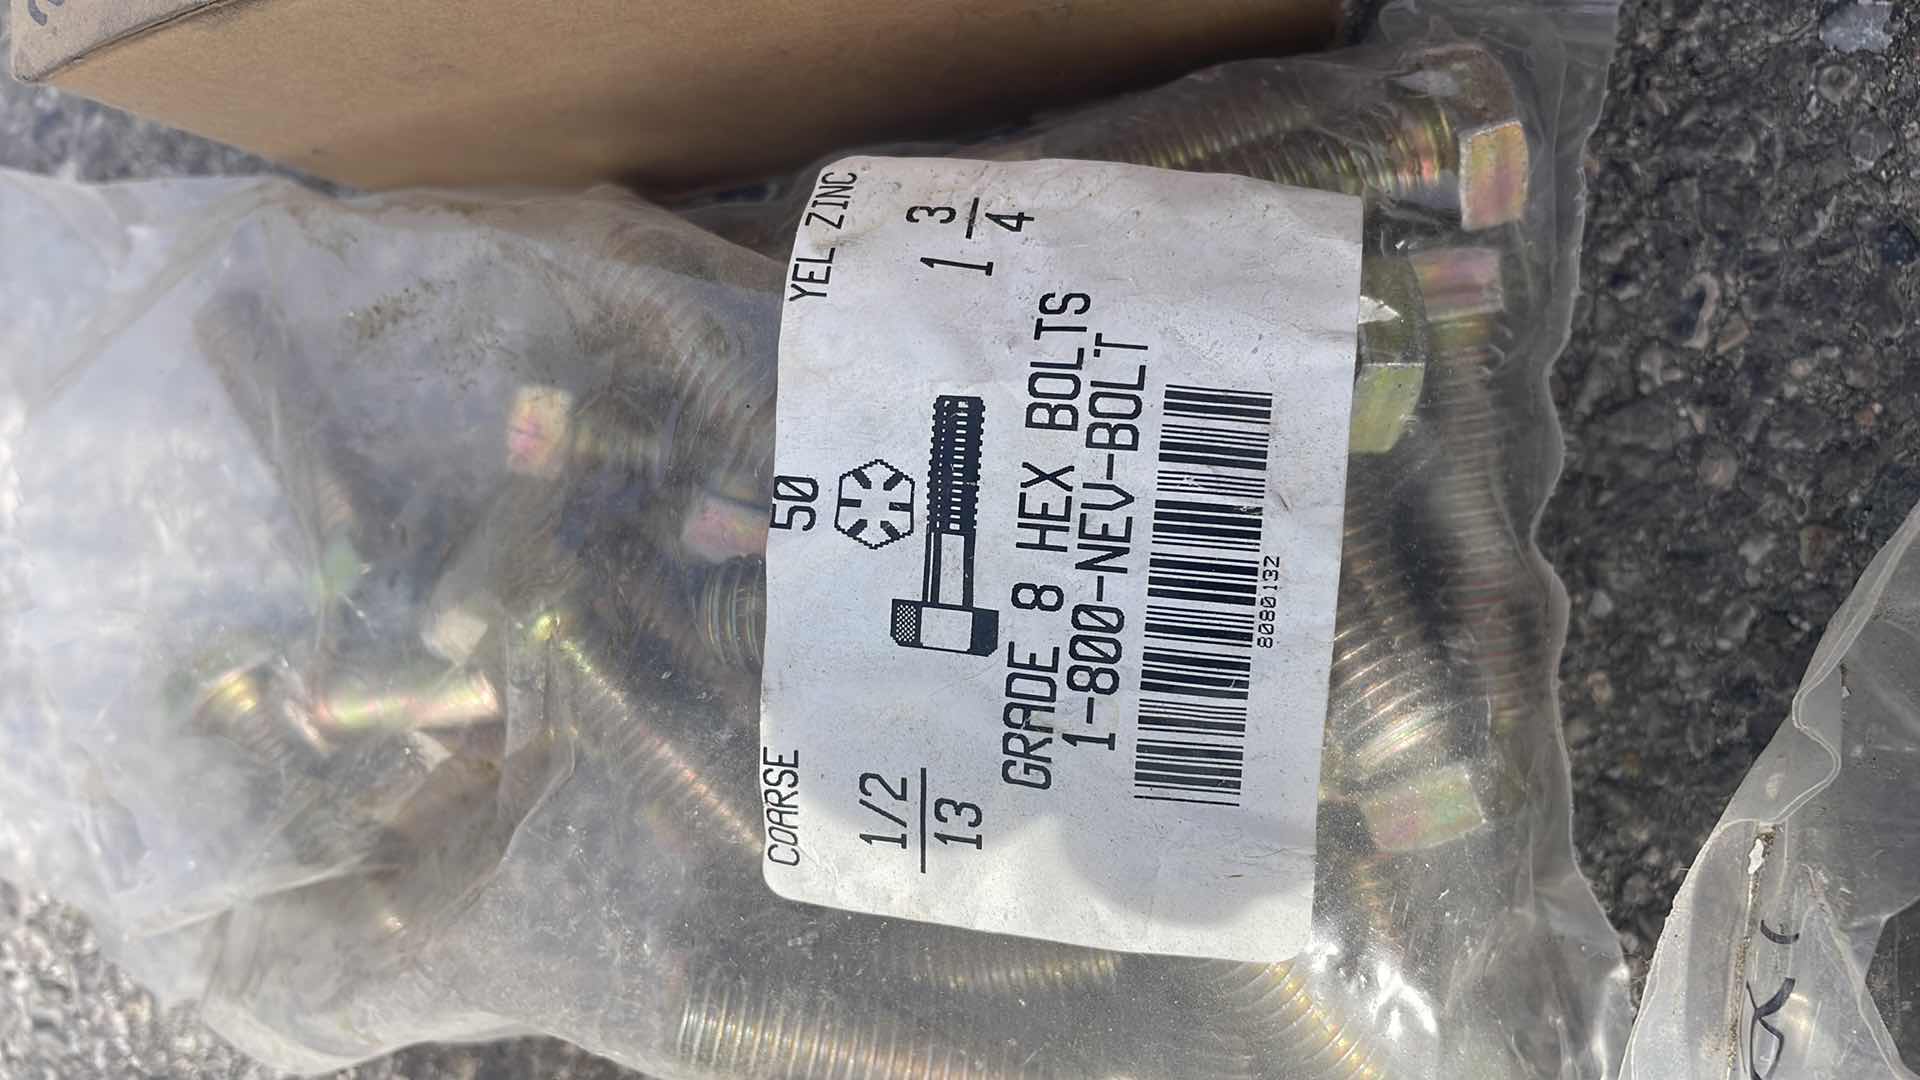 COARSE 50 YEL ZINC
1/2
13
1 3/4
GRADE 8 HEX BOLTS
1-800-NEV-BOLT
8080132